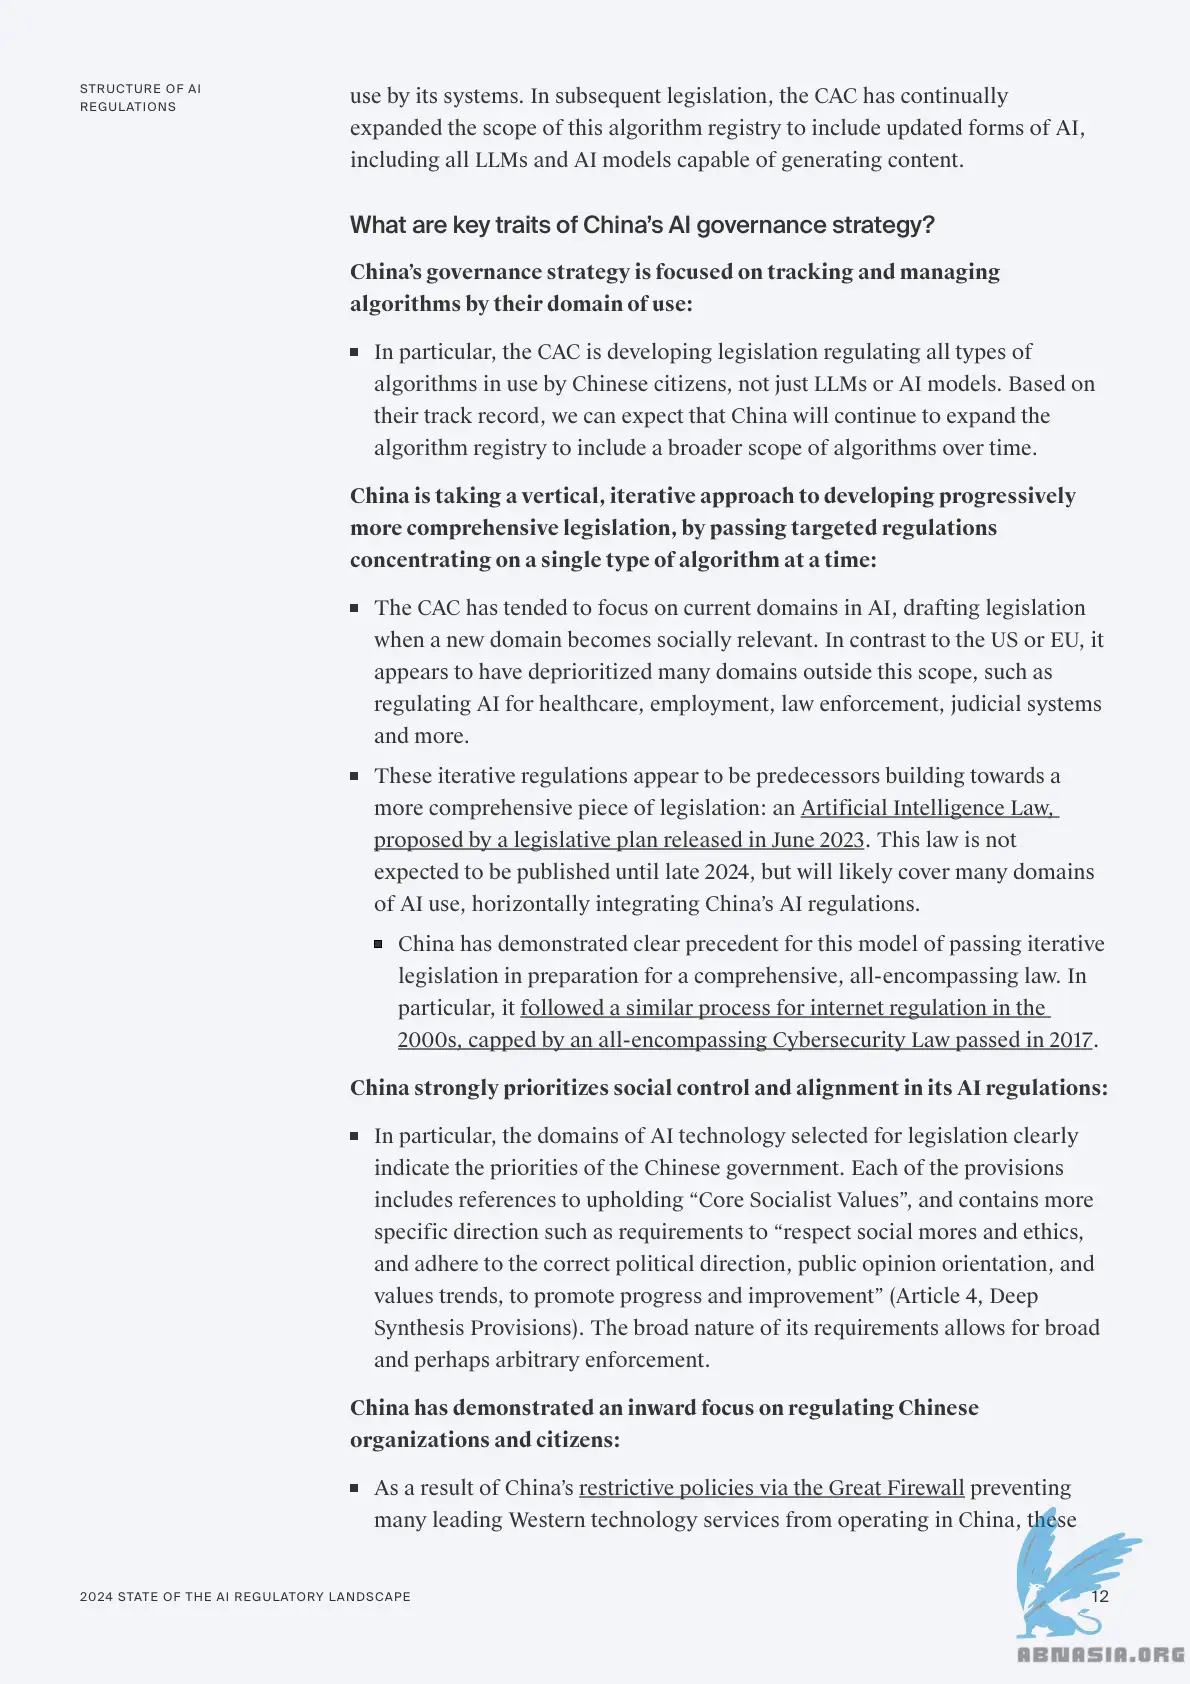 STRUCTURE OF AI
REGULATIONS
use by its systems. In subsequent legislation, the CAC has continually
expanded the scope of this algorithm registry to include updated forms of AI,
including all LLMs and AI models capable of generating content.
What are key traits of China’s AI governance strategy?
China’s governance strategy is focused on tracking and managing
algorithms by their domain of use:
In particular, the CAC is developing legislation regulating all types of
algorithms in use by Chinese citizens, not just LLMs or AI models. Based on
their track record, we can expect that China will continue to expand the
algorithm registry to include a broader scope of algorithms over time.
China is taking a vertical, iterative approach to developing progressively
more comprehensive legislation, by passing targeted regulations
concentrating on a single type of algorithm at a time:
The CAC has tended to focus on current domains in AI, drafting legislation
when a new domain becomes socially relevant. In contrast to the US or EU, it
appears to have deprioritized many domains outside this scope, such as
regulating AI for healthcare, employment, law enforcement, judicial systems
and more.
These iterative regulations appear to be predecessors building towards a
more comprehensive piece of legislation: an Artificial Intelligence Law,
proposed by a legislative plan released in June 2023. This law is not
expected to be published until late 2024, but will likely cover many domains
of AI use, horizontally integrating China’s AI regulations.
China has demonstrated clear precedent for this model of passing iterative
legislation in preparation for a comprehensive, all-encompassing law. In
particular, it followed a similar process for internet regulation in the
2000s, capped by an all-encompassing Cybersecurity Law passed in 2017.
China strongly prioritizes social control and alignment in its AI regulations:
In particular, the domains of AI technology selected for legislation clearly
indicate the priorities of the Chinese government. Each of the provisions
includes references to upholding “Core Socialist Values”, and contains more
specific direction such as requirements to “respect social mores and ethics,
and adhere to the correct political direction, public opinion orientation, and
values trends, to promote progress and improvement” (Article 4, Deep
Synthesis Provisions). The broad nature of its requirements allows for broad
and perhaps arbitrary enforcement.
China has demonstrated an inward focus on regulating Chinese
organizations and citizens:
As a result of China’s restrictive policies via the Great Firewall preventing
many leading Western technology services from operating in China, these
2024 STATE OF THE AI REGULATORY LANDSCAPE
12
ABNASIA.ORG